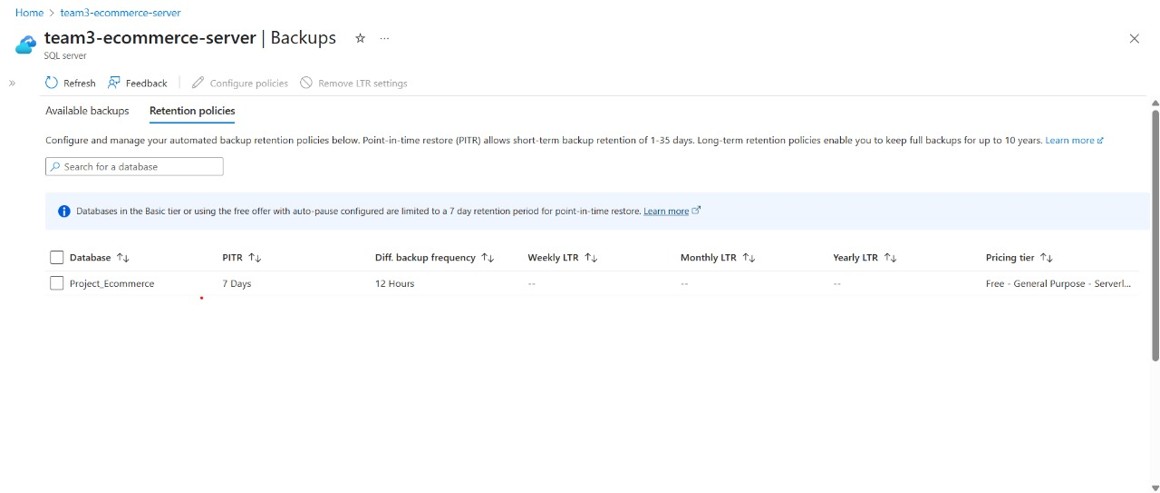 Home > team3-ecommerce-server
team3-ecommerce-server | Backups ☆ ...
SQL server
Refresh Feedback Configure policies Remove LTR settings
Available backups Retention policies
Configure and manage your automated backup retention policies below. Point-in-time restore (PITR) allows short-term backup retention of 1-35 days. Long-term retention policies enable you to keep full backups for up to 10 years. Learn more
Search for a database
Databases in the Basic tier or using the free offer with auto-pause configured are limited to a 7 day retention period for point-in-time restore. Learn more
Database PITR Diff. backup frequency Weekly LTR Monthly LTR Yearly LTR Pricing tier
Project_Ecommerce 7 Days 12 Hours -- -- -- Free - General Purpose - Serverl...